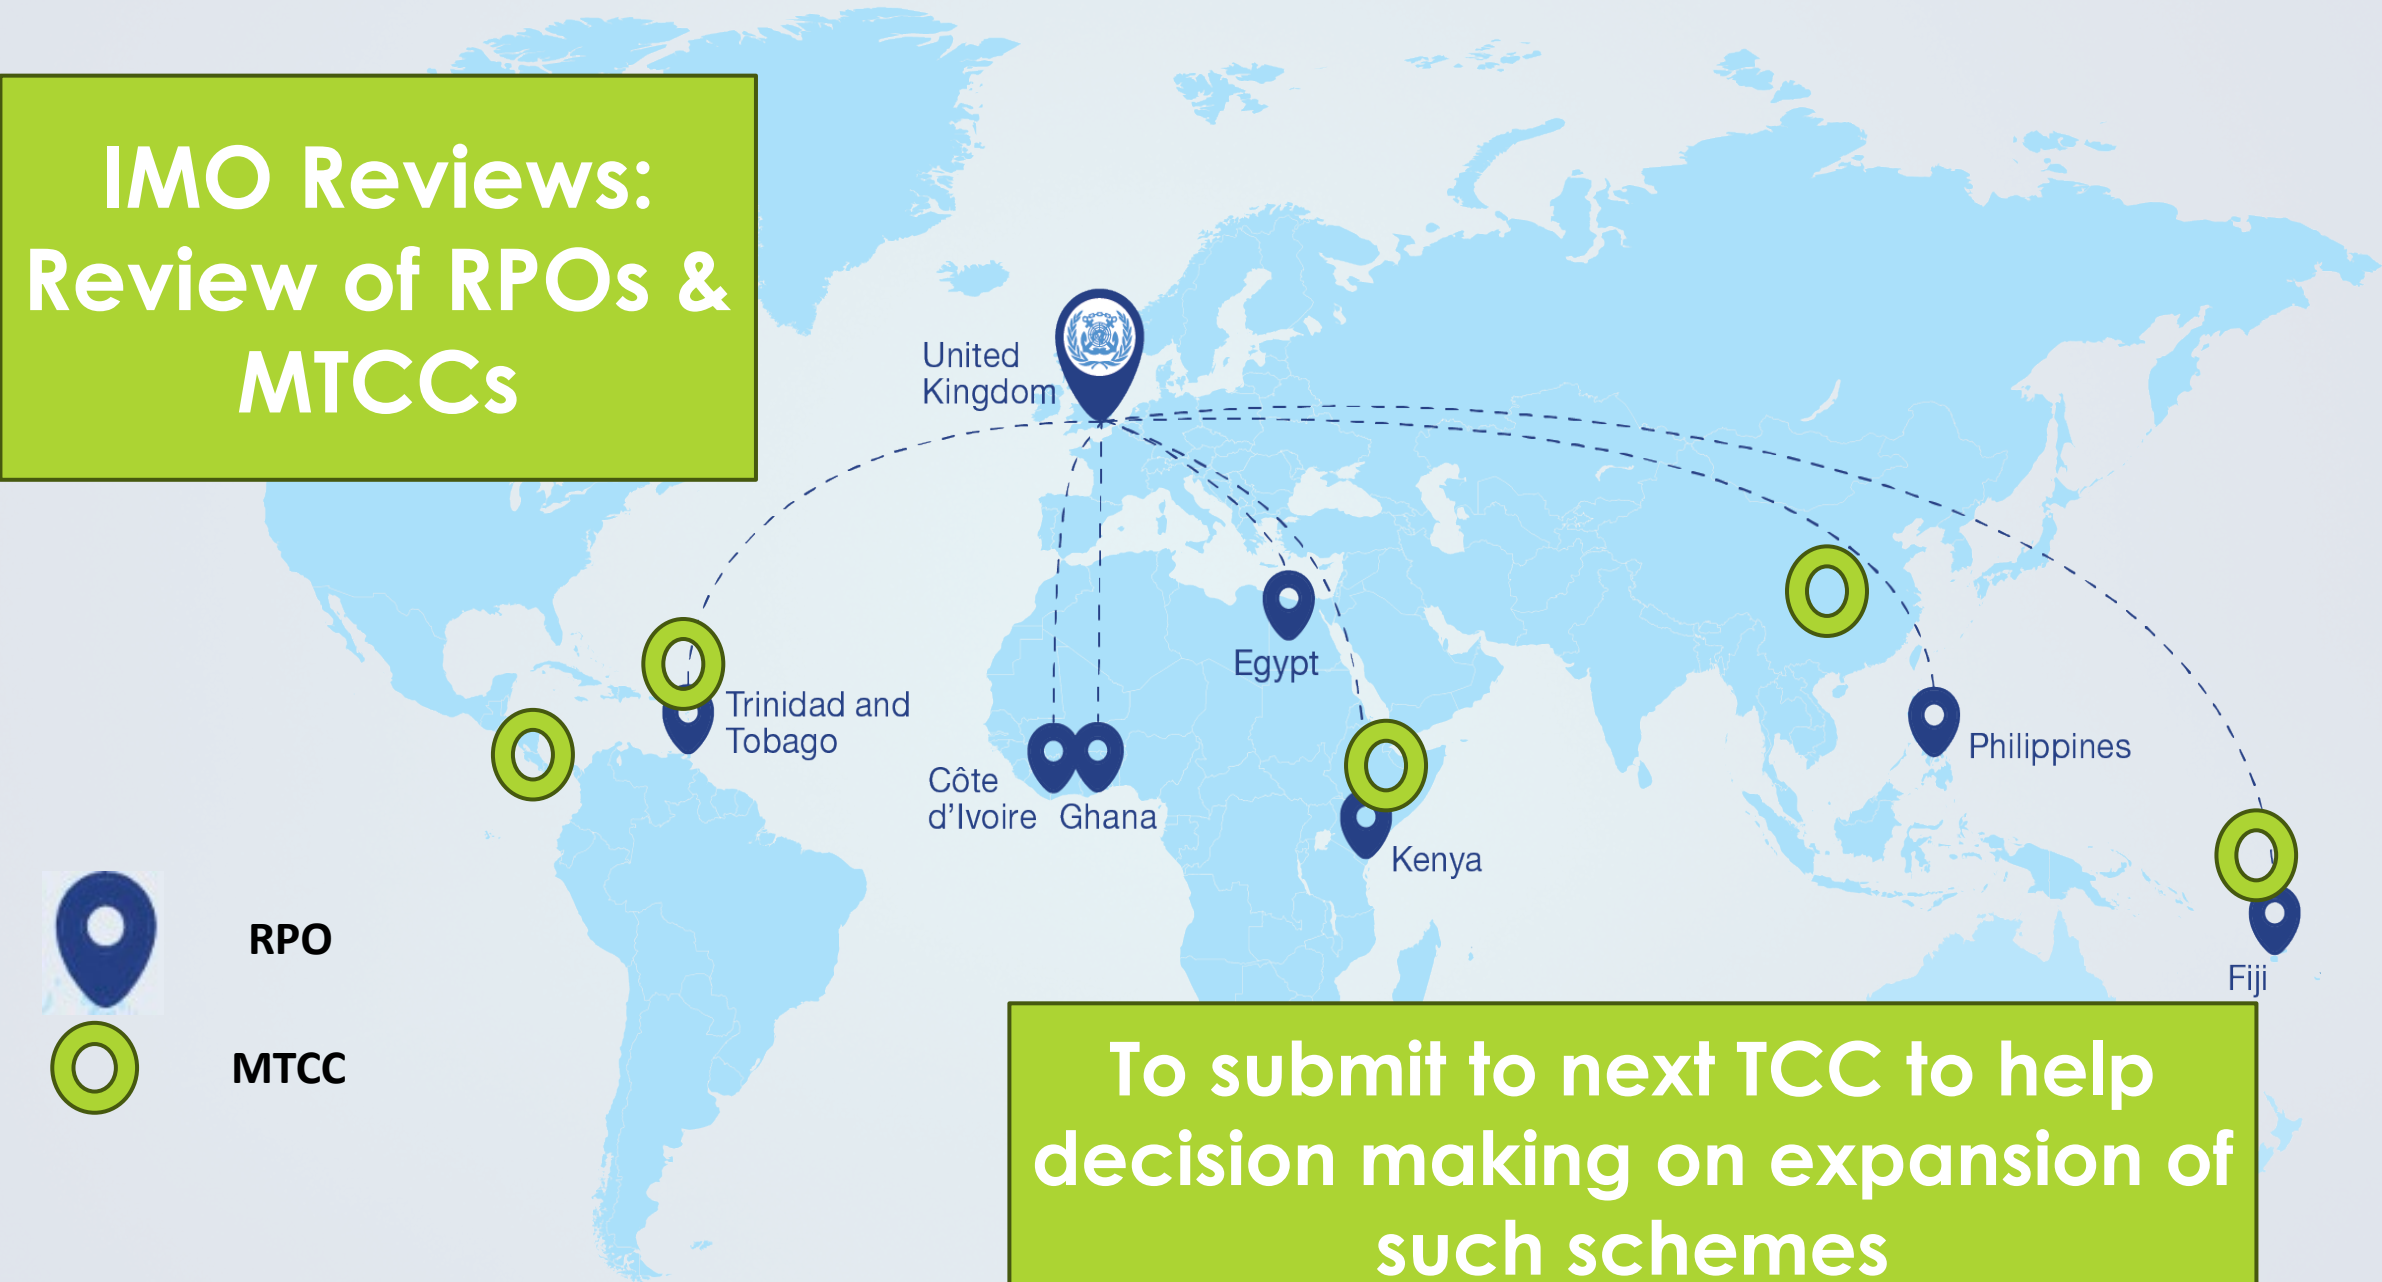 IMO Reviews:
Review of RPOs &
MTCCs
United
Kingdom
Egypt
Trinidad and
Tobago
Côte
d’Ivoire
Ghana
Philippines
Kenya
Fiji
RPO
MTCC
To submit to next TCC to help
decision making on expansion of
such schemes